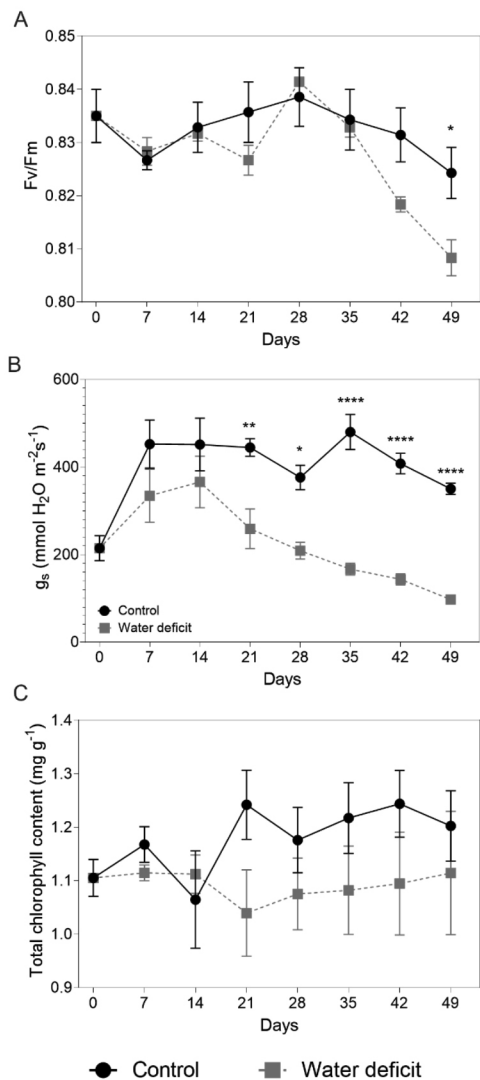 A
0.85
0.84
0.83
0.82
0.81
0.80
Fv/Fm
*
0 7 14 21 28 35 42 49
Days
B
600
400
200
0
gₛ (mmol H₂O m⁻²s⁻¹)
** * **** **** ****
Control
Water deficit
0 7 14 21 28 35 42 49
Days
C
1.4
1.3
1.2
1.1
1.0
0.9
Total chlorophyll content (mg g⁻¹)
0 7 14 21 28 35 42 49
Days
Control Water deficit